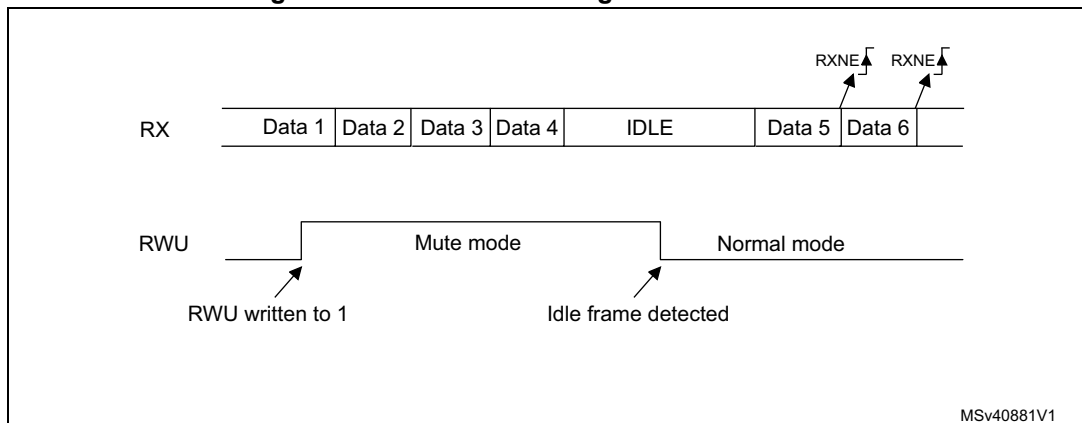 RXNE RXNE
RX Data 1 Data 2 Data 3 Data 4 IDLE Data 5 Data 6
RWU Mute mode Normal mode
RWU written to 1 Idle frame detected
MSv40881V1